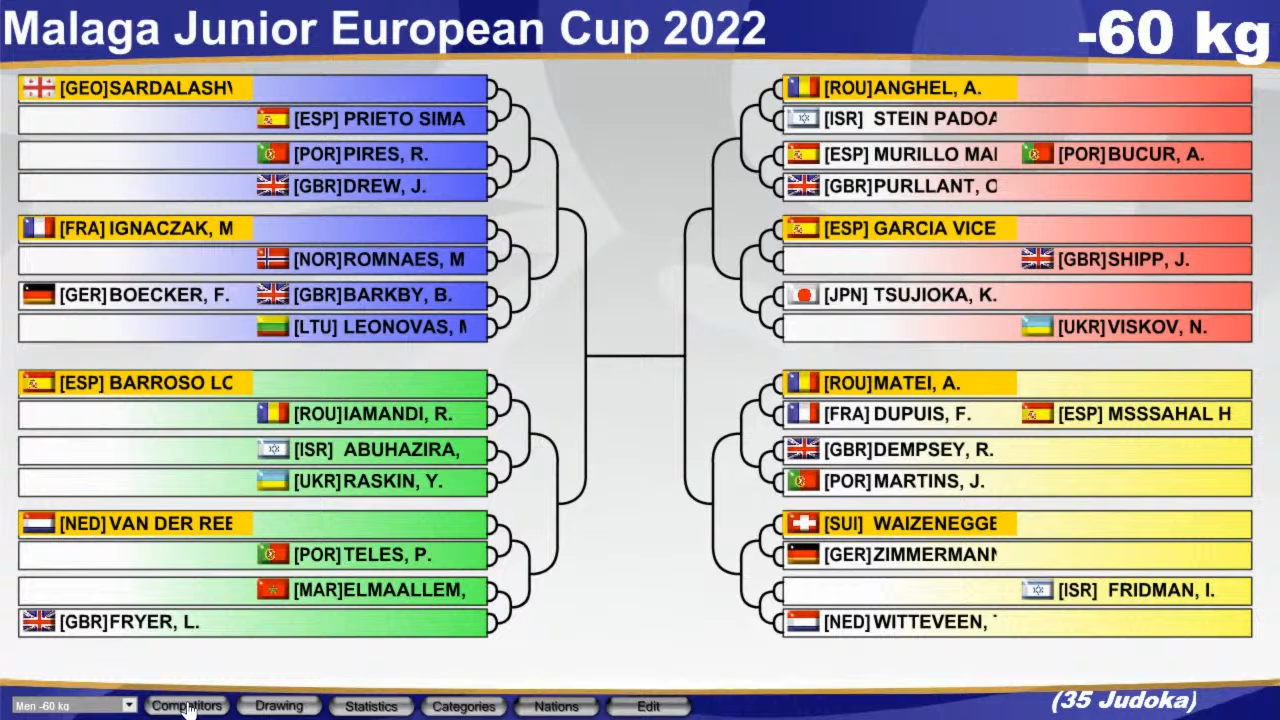 Malaga Junior European Cup 2022
-60 kg
[GEO]SARDALASHV
[ESP] PRIETO SIMA
[POR]PIRES, R.
[GBR]DREW, J.
[FRA] IGNACZAK, M
[NOR]ROMNAES, M
[GER]BOECKER, F. [GBR]BARKBY, B.
[LTU] LEONOVAS,
[ESP] BARROSO LO
[ROU]IAMANDI, R.
[ISR] ABUHAZIRA,
[UKR]RASKIN, Y.
[NED]VAN DER REE
[POR]TELES, P.
[MAR]ELMAALLEM,
[GBR]FRYER, L.
[ROU]ANGHEL, A.
[ISR] STEIN PADOA
[ESP] MURILLO MAI [POR]BUCUR, A.
[GBR]PURLLANT, C
[ESP] GARCIA VICE
[GBR]SHIPP, J.
[JPN] TSUJIOKA, K.
[UKR]VISKOV, N.
[ROU]MATEI, A.
[FRA] DUPUIS, F. [ESP] MSSSAHAL H
[GBR]DEMPSEY, R.
[POR]MARTINS, J.
[SUI] WAIZENEGGE
[GER]ZIMMERMANN
[ISR] FRIDMAN, I.
[NED]WITTEVEEN,
Men -60 kg Competitors Drawing Statistics Categories Nations Edit
(35 Judoka)